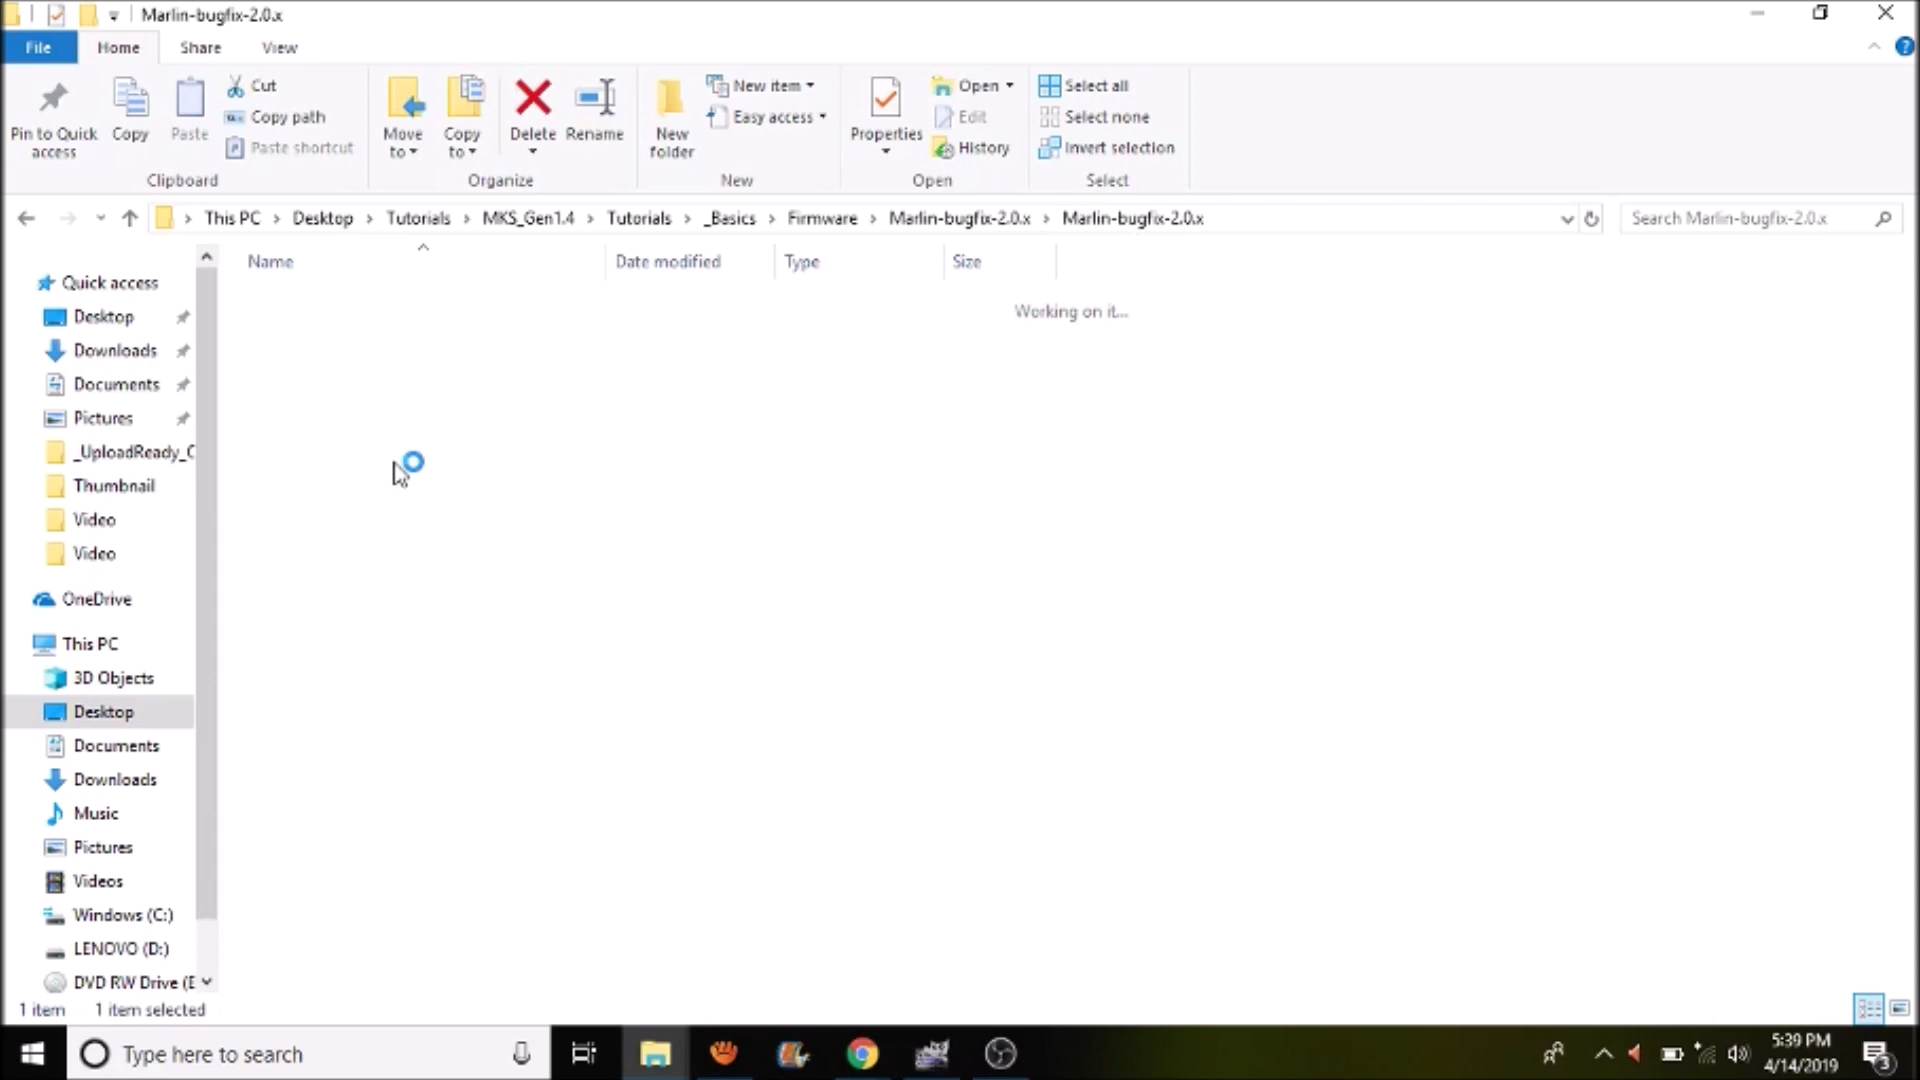 Marlin-bugfix-2.0.x
File Home Share View
Pin to Quick access
Copy
Paste
Cut
Copy path
Paste shortcut
Clipboard
Move to
Copy to
Delete
Rename
Organize
New folder
New item
Easy access
New
Properties
Open
Edit
History
Open
Select all
Select none
Invert selection
Select
This PC > Desktop > Tutorials > MKS_Gen1.4 > Tutorials > _Basics > Firmware > Marlin-bugfix-2.0.x > Marlin-bugfix-2.0.x
Search Marlin-bugfix-2.0.x
Name Date modified Type Size
Working on it...
Quick access
Desktop
Downloads
Documents
Pictures
_UploadReady_C
Thumbnail
Video
Video
OneDrive
This PC
3D Objects
Desktop
Documents
Downloads
Music
Pictures
Videos
Windows (C:)
LENOVO (D:)
DVD RW Drive (E
1 item 1 item selected
Type here to search
5:39 PM
4/14/2019
3